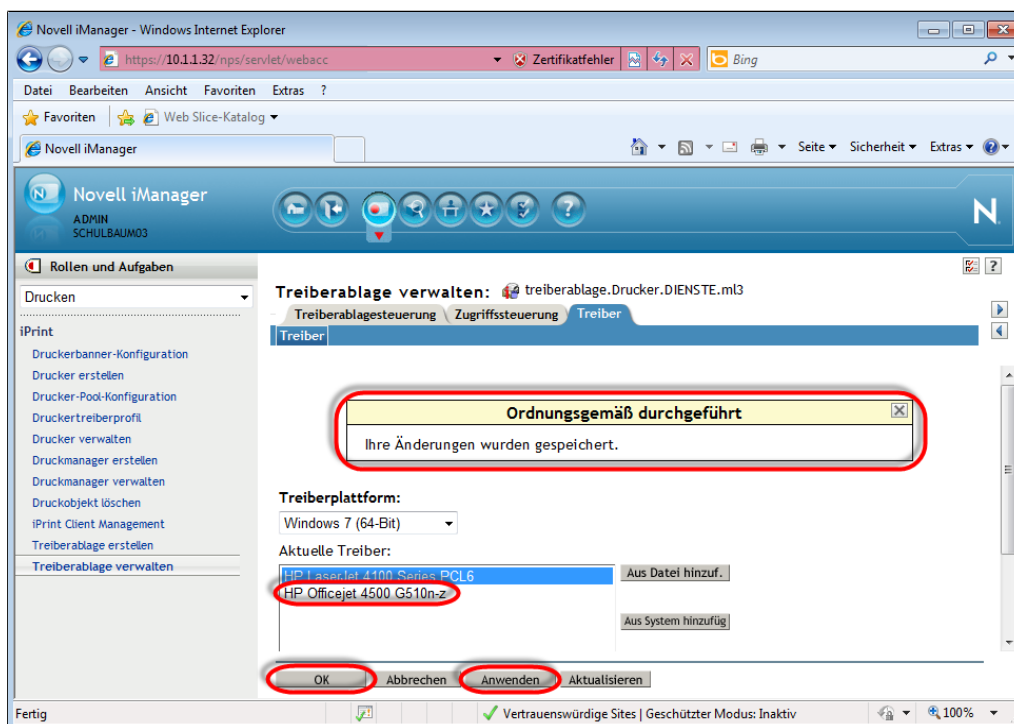 Novell iManager - Windows Internet Explorer
https://10.1.1.32/nps/servlet/webacc
Zertifikatfehler
Bing
Datei Bearbeiten Ansicht Favoriten Extras ?
Favoriten Web Slice-Katalog
Novell iManager
Seite Sicherheit Extras
Novell iManager
ADMIN
SCHULBAUM03
N
Rollen und Aufgaben
Drucken
iPrint
Druckerbanner-Konfiguration
Drucker erstellen
Drucker-Pool-Konfiguration
Druckertreiberprofil
Drucker verwalten
Druckmanager erstellen
Druckmanager verwalten
Druckobjekt löschen
iPrint Client Management
Treiberablage erstellen
Treiberablage verwalten
Treiberablage verwalten: treiberablage.Drucker.DIENSTE.ml3
Treiberablagesteuerung Zugriffssteuerung Treiber
Treiber
Ordnungsgemäß durchgeführt
Ihre Änderungen wurden gespeichert.
Treiberplattform:
Windows 7 (64-Bit)
Aktuelle Treiber:
HP LaserJet 4100 Series PCL6
HP Officejet 4500 G510n-z
Aus Datei hinzuf.
Aus System hinzufüg
OK Abbrechen Anwenden Aktualisieren
Fertig
Vertrauenswürdige Sites | Geschützter Modus: Inaktiv
100%